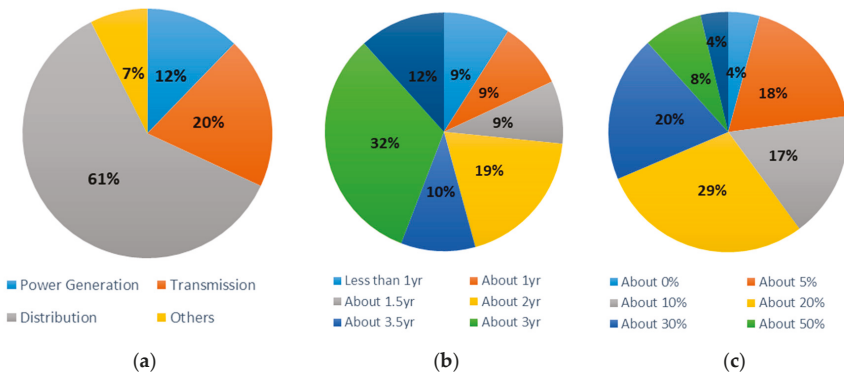 7%
12%
20%
61%
Power Generation
Transmission
Distribution
Others
(a)
12%
9%
9%
9%
32%
19%
10%
Less than 1yr
About 1yr
About 1.5yr
About 2yr
About 3.5yr
About 3yr
(b)
4%
4%
8%
18%
20%
17%
29%
About 0%
About 5%
About 10%
About 20%
About 30%
About 50%
(c)